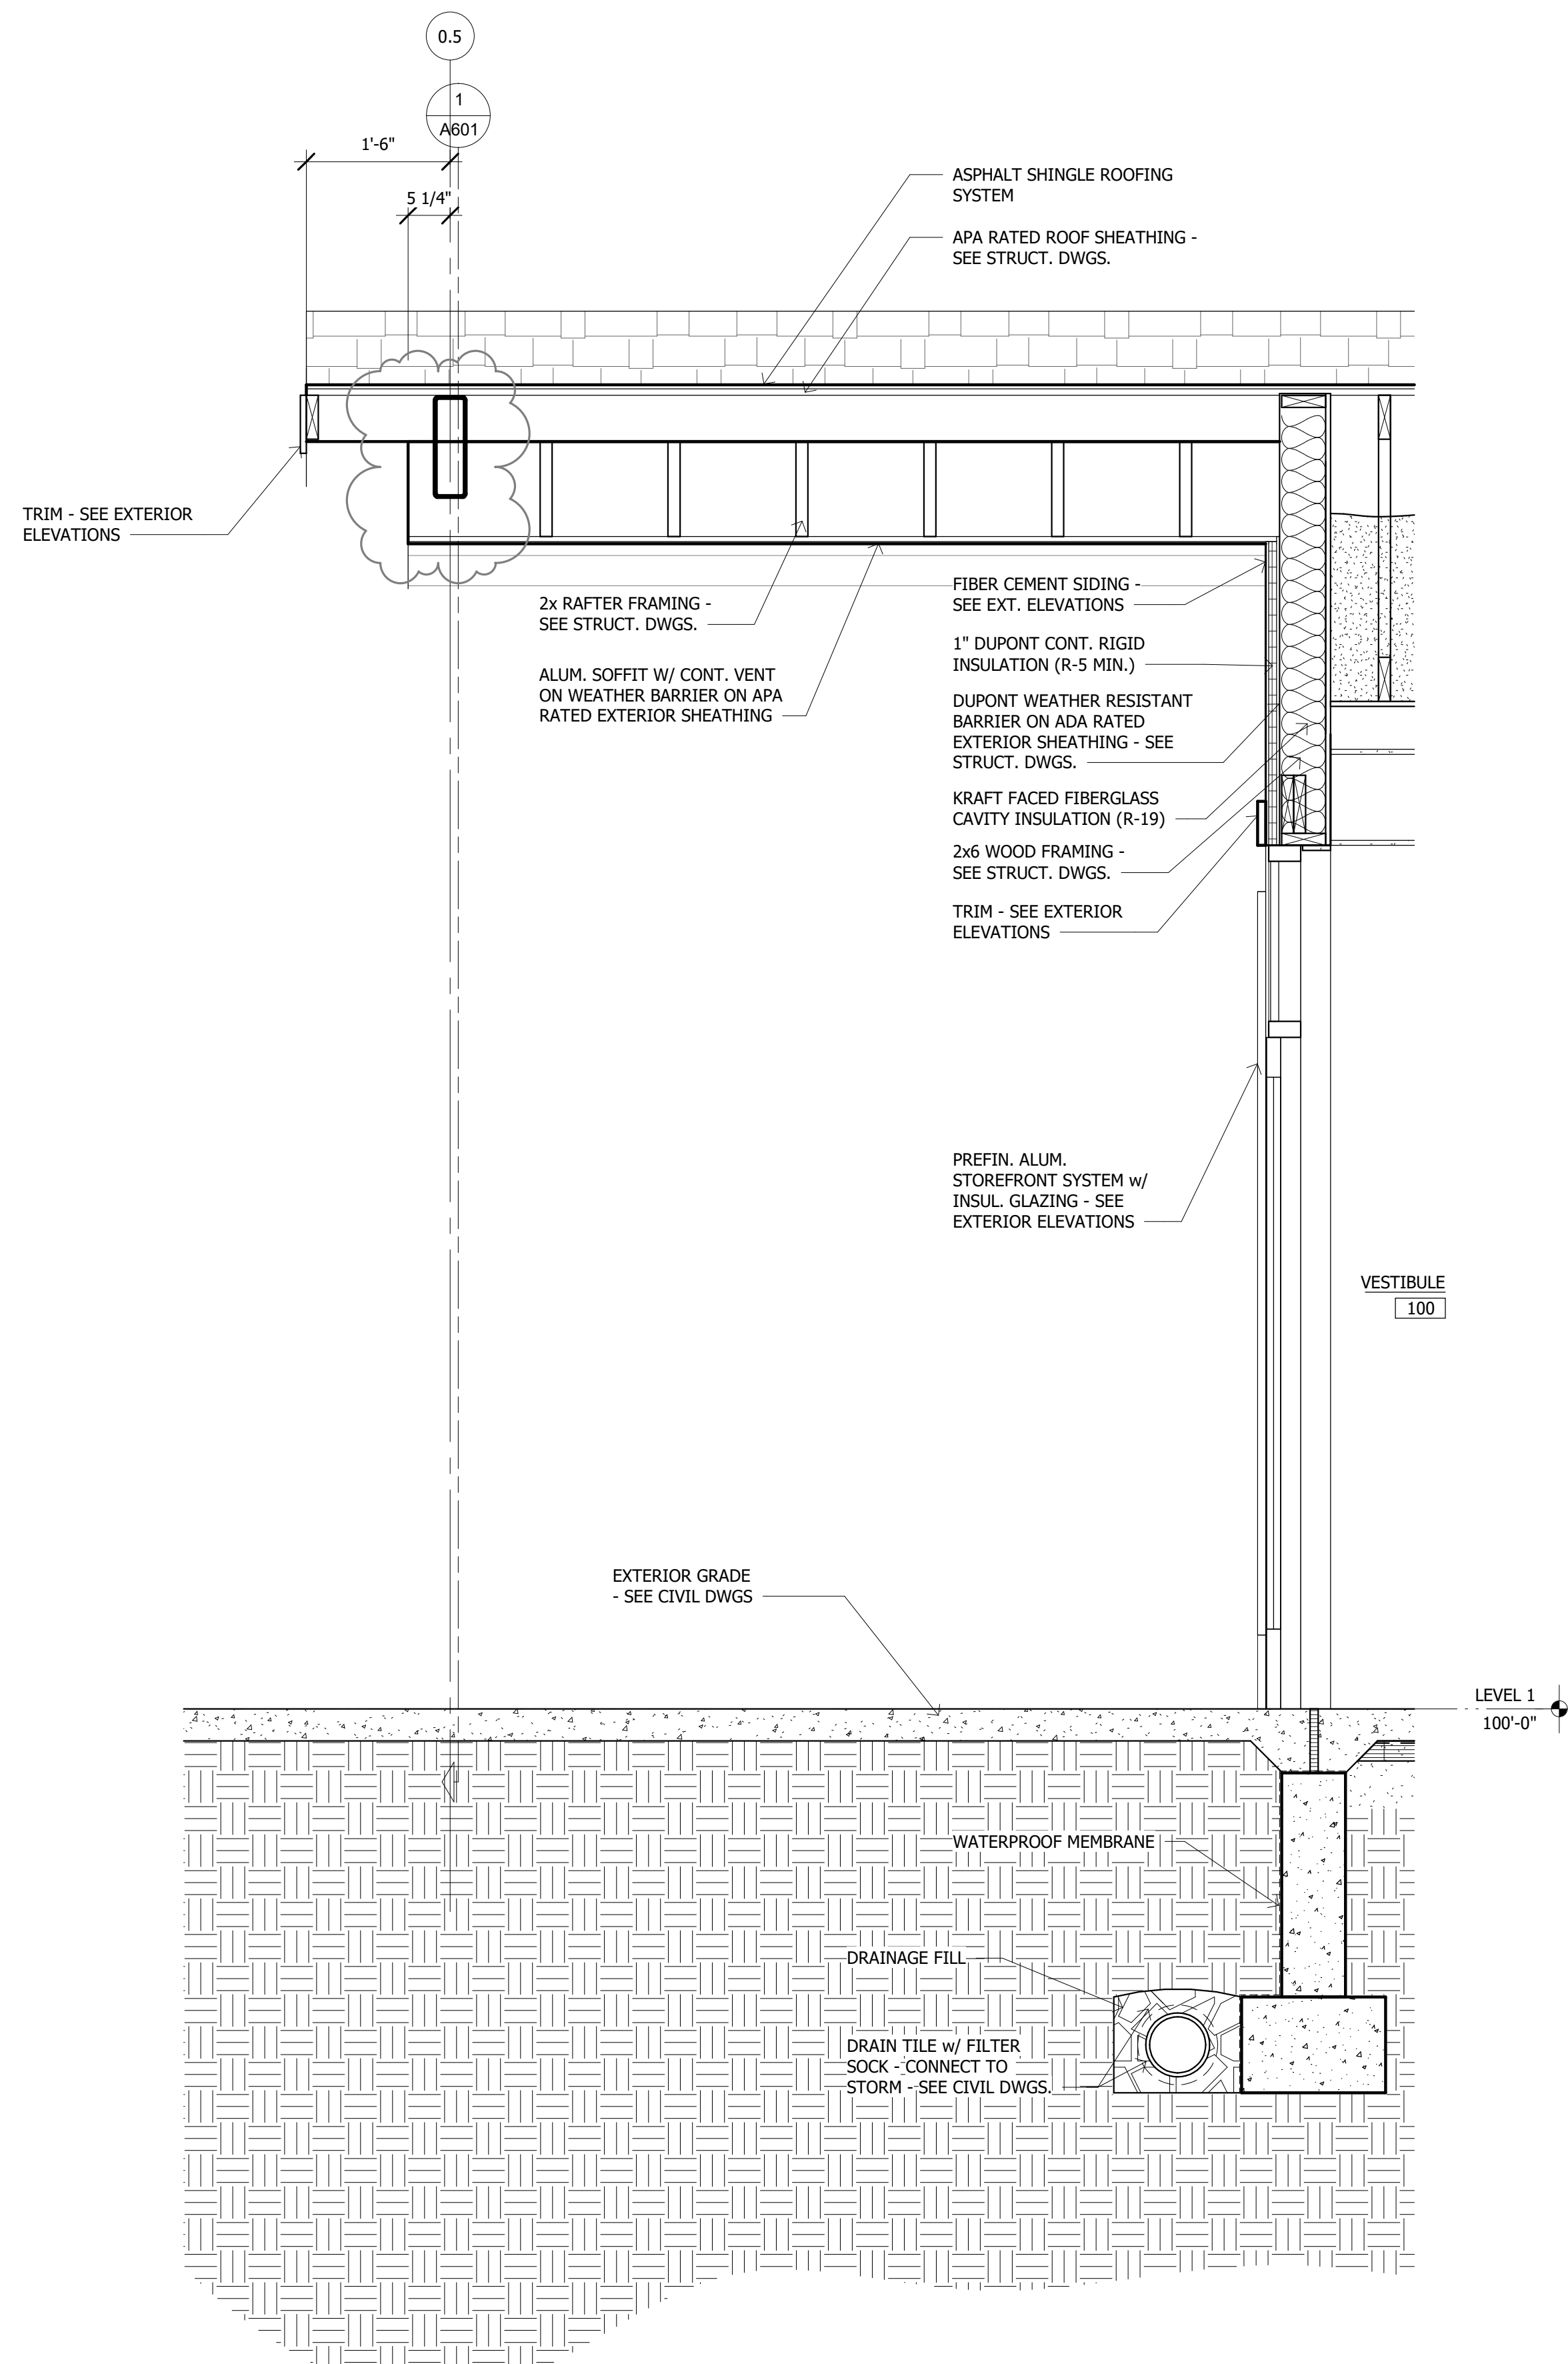 0.5
1
A601
1'-6"
5 1/4"
ASPHALT SHINGLE ROOFING
SYSTEM
APA RATED ROOF SHEATHING -
SEE STRUCT. DWGS.
TRIM - SEE EXTERIOR
ELEVATIONS
2x RAFTER FRAMING -
SEE STRUCT. DWGS.
ALUM. SOFFIT W/ CONT. VENT
ON WEATHER BARRIER ON APA
RATED EXTERIOR SHEATHING
FIBER CEMENT SIDING -
SEE EXT. ELEVATIONS
1" DUPONT CONT. RIGID
INSULATION (R-5 MIN.)
DUPONT WEATHER RESISTANT
BARRIER ON ADA RATED
EXTERIOR SHEATHING - SEE
STRUCT. DWGS.
KRAFT FACED FIBERGLASS
CAVITY INSULATION (R-19)
2x6 WOOD FRAMING -
SEE STRUCT. DWGS.
TRIM - SEE EXTERIOR
ELEVATIONS
PREFIN. ALUM.
STOREFRONT SYSTEM w/
INSUL. GLAZING - SEE
EXTERIOR ELEVATIONS
VESTIBULE
100
EXTERIOR GRADE
- SEE CIVIL DWGS
LEVEL 1
100'-0"
WATERPROOF MEMBRANE
DRAINAGE FILL
DRAIN TILE w/ FILTER
SOCK - CONNECT TO
STORM - SEE CIVIL DWGS.